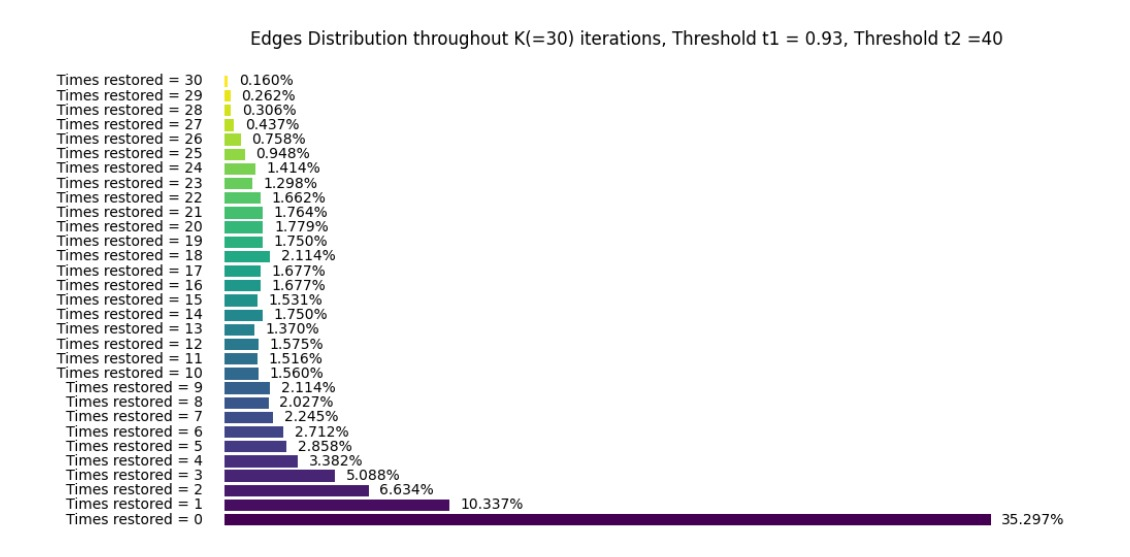 Edges Distribution throughout K(=30) iterations, Threshold t1 = 0.93, Threshold t2 =40
Times restored = 30 0.160%
Times restored = 29 0.262%
Times restored = 28 0.306%
Times restored = 27 0.437%
Times restored = 26 0.758%
Times restored = 25 0.948%
Times restored = 24 1.414%
Times restored = 23 1.298%
Times restored = 22 1.662%
Times restored = 21 1.764%
Times restored = 20 1.779%
Times restored = 19 1.750%
Times restored = 18 2.114%
Times restored = 17 1.677%
Times restored = 16 1.677%
Times restored = 15 1.531%
Times restored = 14 1.750%
Times restored = 13 1.370%
Times restored = 12 1.575%
Times restored = 11 1.516%
Times restored = 10 1.560%
Times restored = 9 2.114%
Times restored = 8 2.027%
Times restored = 7 2.245%
Times restored = 6 2.712%
Times restored = 5 2.858%
Times restored = 4 3.382%
Times restored = 3 5.088%
Times restored = 2 6.634%
Times restored = 1 10.337%
Times restored = 0 35.297%